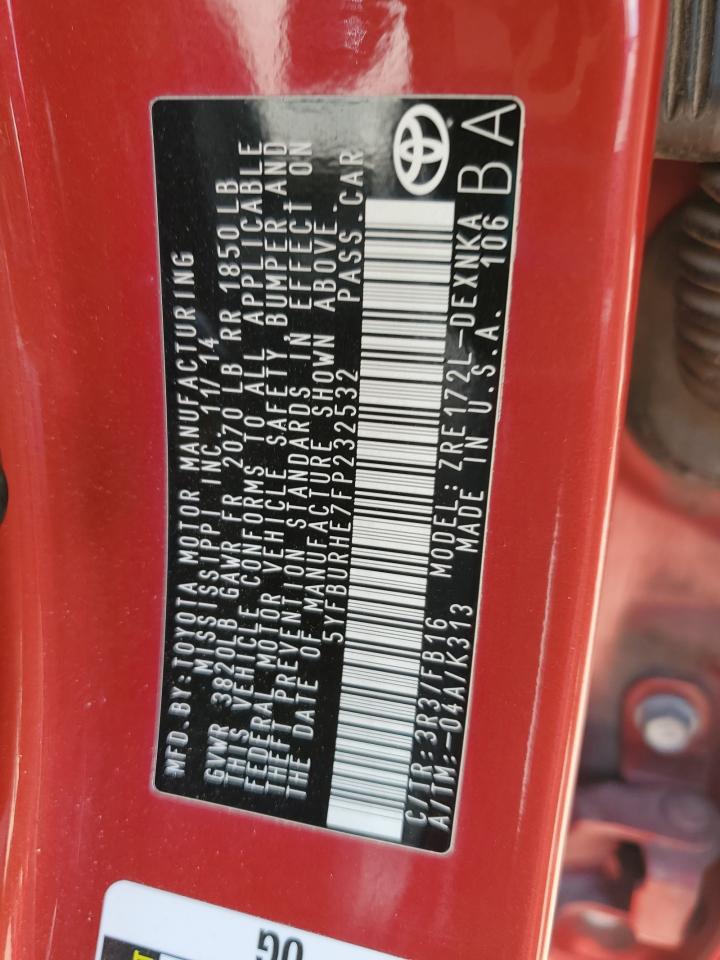 MFD.BY:TOYOTA MOTOR MANUFACTURING
MISSISSIPPI INC. 11/14
GVWR 3820LB GAWR FR 2070 LB RR 1850 LB
THIS VEHICLE CONFORMS TO ALL APPLICABLE
FEDERAL MOTOR VEHICLE SAFETY, BUMPER,AND
THEFT PREVENTION STANDARDS IN EFFECT ON
THE DATE OF MANUFACTURE SHOWN ABOVE.
5YFBURHE7FP232532 PASS.CAR
C/TR:3R3/FB16 MODEL:ZRE172L-DEXNKA
A/TM:-04A/K313 MADE IN U.S.A. 106
BA